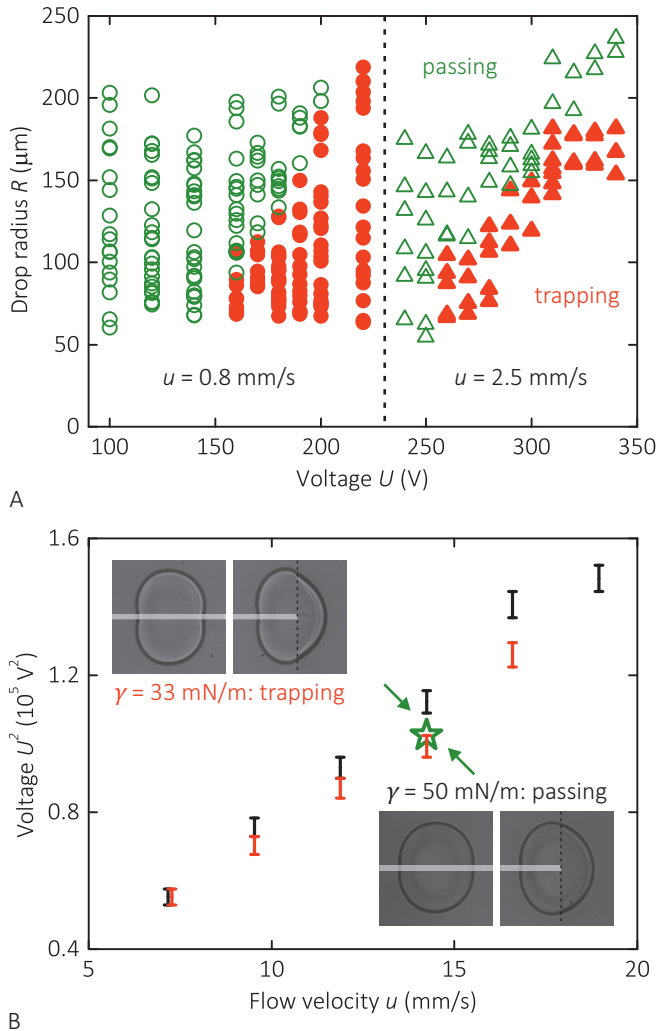 250
200
150
100
50
0
Drop radius R (μm)
passing
trapping
u = 0.8 mm/s
u = 2.5 mm/s
100
150
200
250
300
350
Voltage U (V)
A
1.6
1.2
0.8
0.4
Voltage U² (10⁵ V²)
γ = 33 mN/m: trapping
γ = 50 mN/m: passing
5
10
15
20
Flow velocity u (mm/s)
B